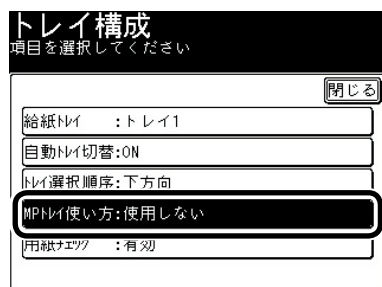 トレイ構成
項目を選択してください
閉じる
給紙ﾄﾚｲ :トレイ1
自動ﾄﾚｲ切替:ON
ﾄﾚｲ選択順序:下方向
MPﾄﾚｲ使い方:使用しない
用紙ﾁｪｯｸ :有効